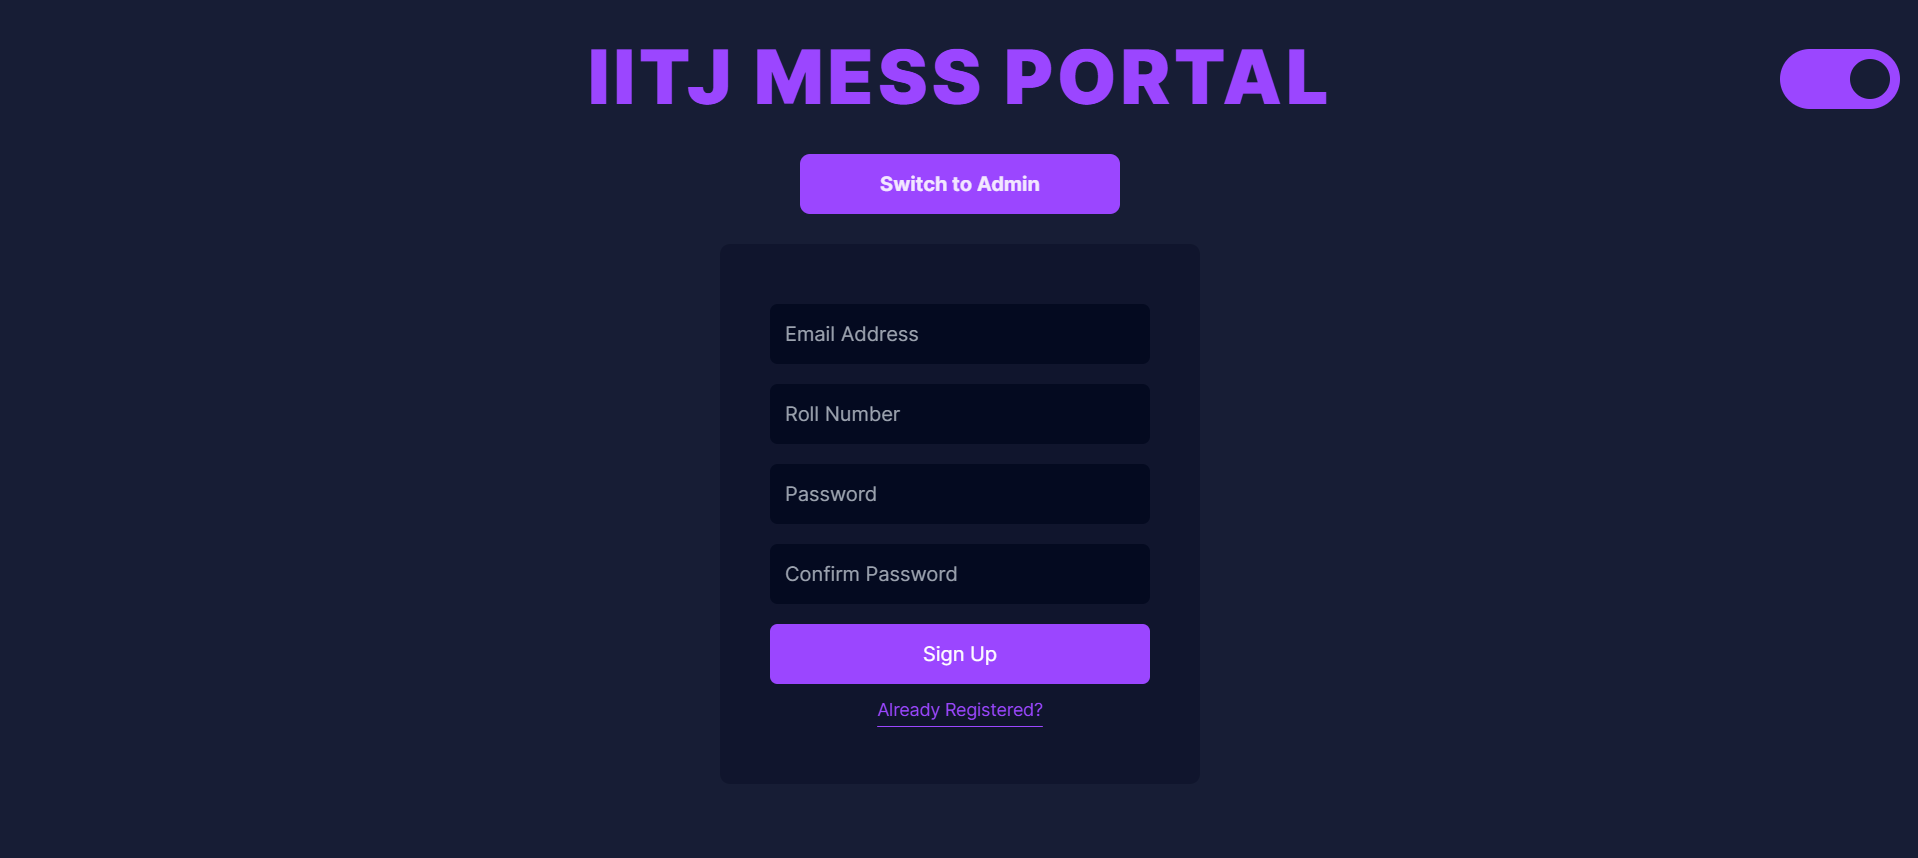 IITJ MESS PORTAL
Switch to Admin
Email Address
Roll Number
Password
Confirm Password
Sign Up
Already Registered?